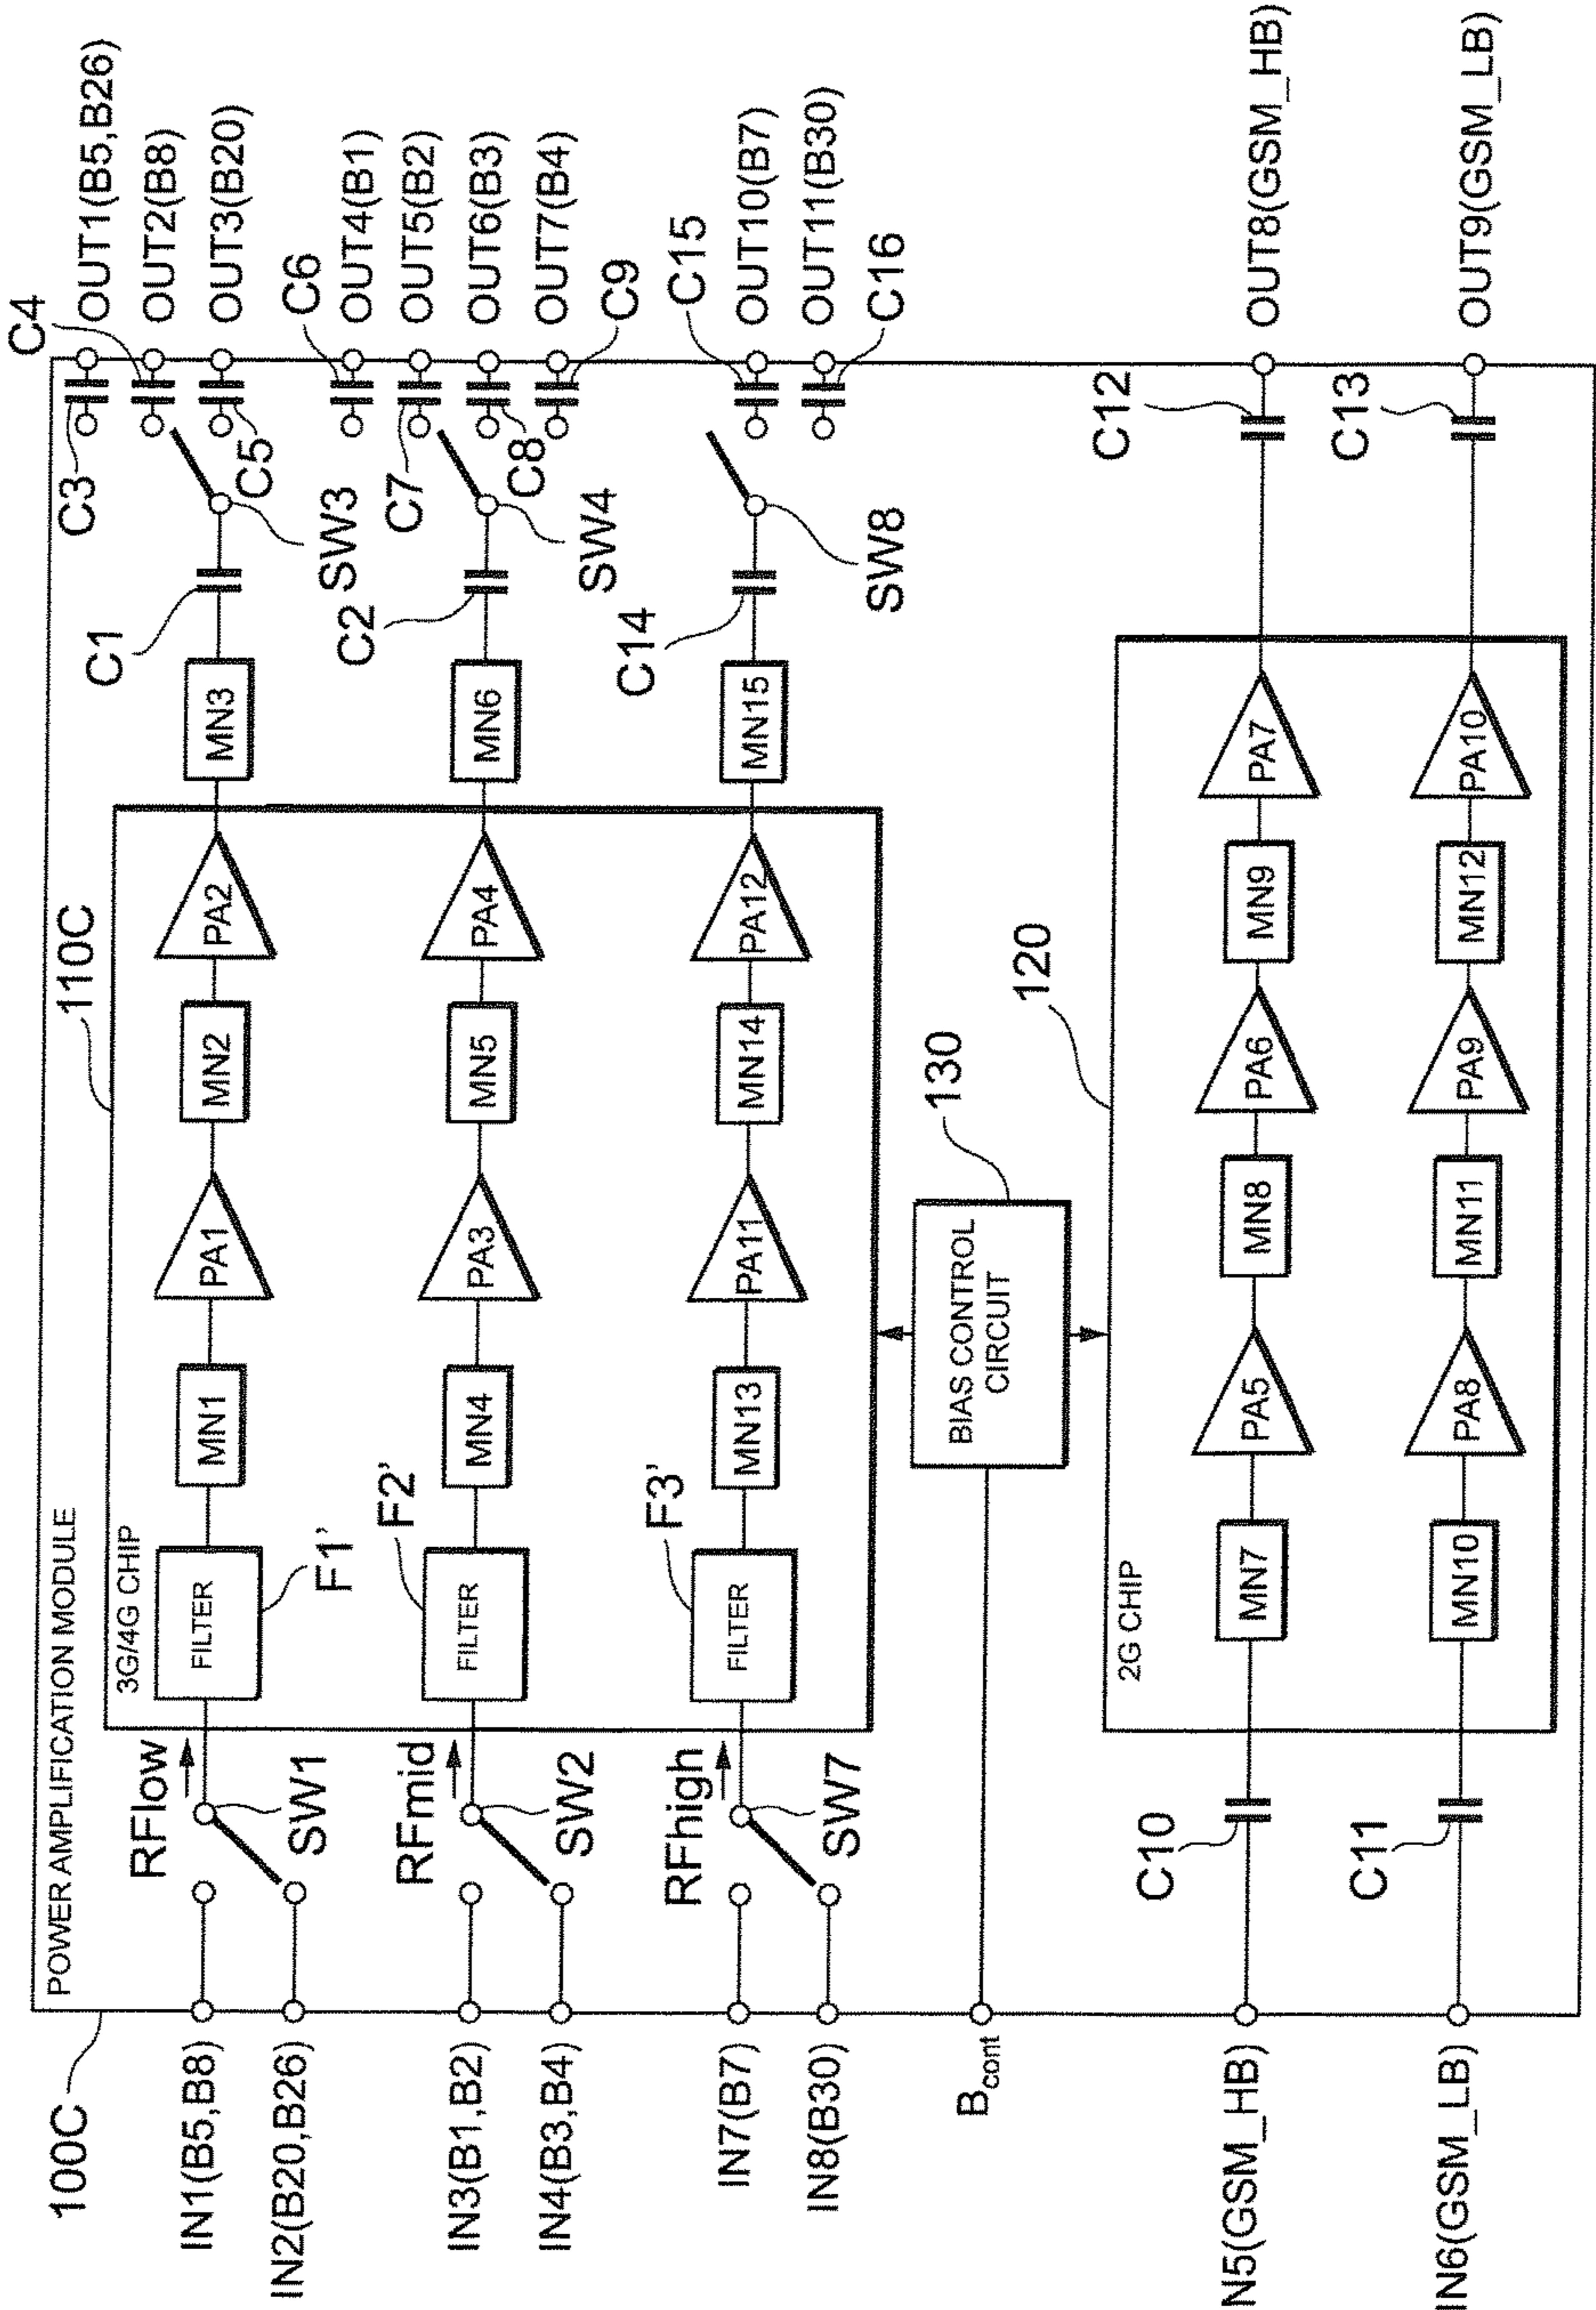 100C
POWER AMPLIFICATION MODULE
3G/4G CHIP
110C
IN1(B5,B8)
IN2(B20,B26)
RFlow
SW1
FILTER
F1’
MN1
PA1
MN2
PA2
MN3
C1
SW3
C3
C4
C5
OUT1(B5,B26)
OUT2(B8)
OUT3(B20)
IN3(B1,B2)
IN4(B3,B4)
RFmid
SW2
FILTER
F2’
MN4
PA3
MN5
PA4
MN6
C2
SW4
C6
C7
C8
C9
OUT4(B1)
OUT5(B2)
OUT6(B3)
OUT7(B4)
IN7(B7)
IN8(B30)
RFhigh
SW7
FILTER
F3’
MN13
PA11
MN14
PA12
MN15
C14
SW8
C15
C16
OUT10(B7)
OUT11(B30)
Bcont
BIAS CONTROL
CIRCUIT
130
2G CHIP
120
N5(GSM_HB)
C10
MN7
PA5
MN8
PA6
MN9
PA7
C12
OUT8(GSM_HB)
IN6(GSM_LB)
C11
MN10
PA8
MN11
PA9
MN12
PA10
C13
OUT9(GSM_LB)